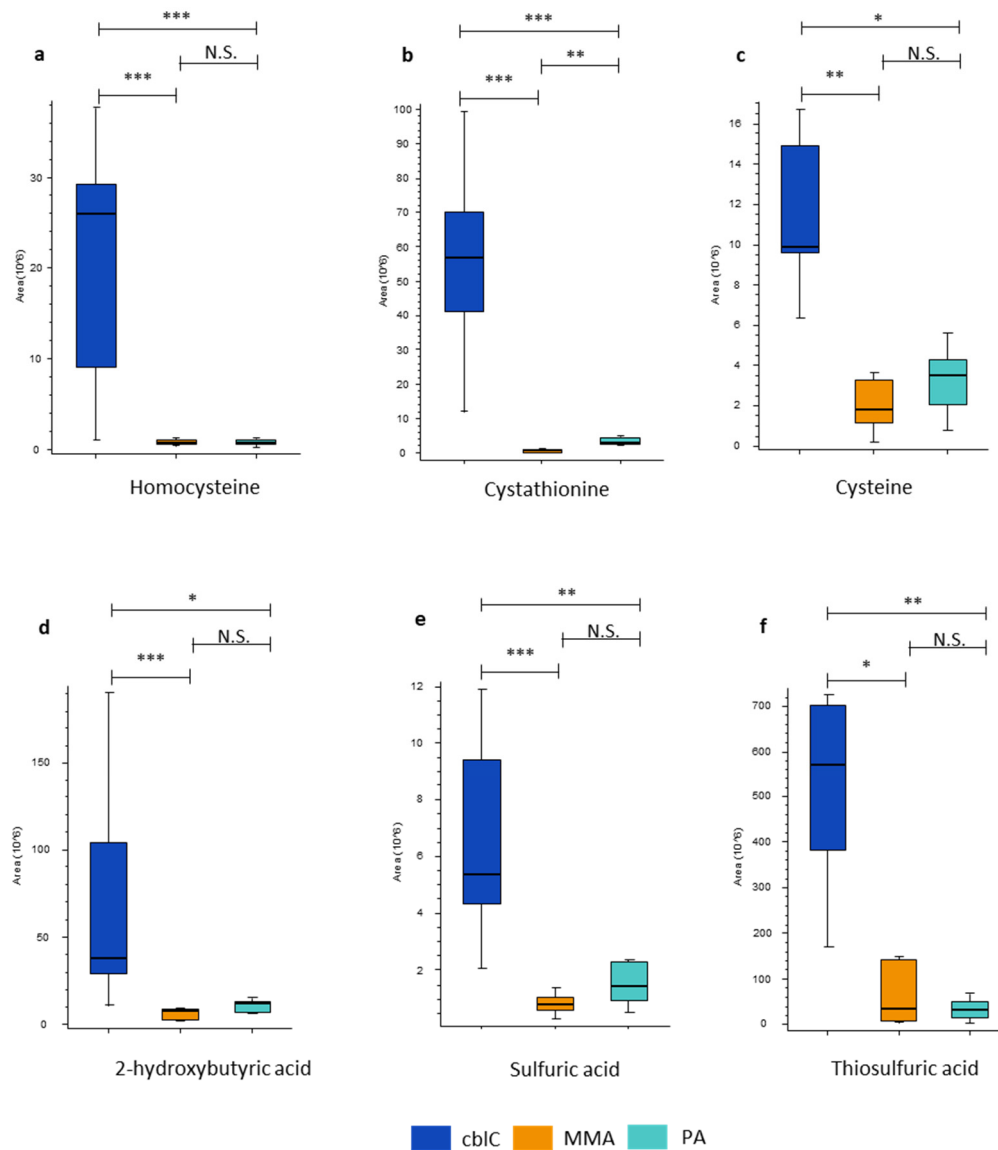 a
***
***
N.S.
Area (10^6)
30
20
10
0
Homocysteine
b
***
***
**
Area (10^6)
100
90
80
70
60
50
40
30
20
10
0
Cystathionine
c
*
**
N.S.
Area (10^6)
16
14
12
10
8
6
4
2
0
Cysteine
d
*
***
N.S.
Area (10^6)
150
100
50
0
2-hydroxybutyric acid
e
**
***
N.S.
Area (10^6)
12
10
8
6
4
2
Sulfuric acid
f
**
*
N.S.
Area (10^6)
700
600
500
400
300
200
100
0
Thiosulfuric acid
cblC MMA PA